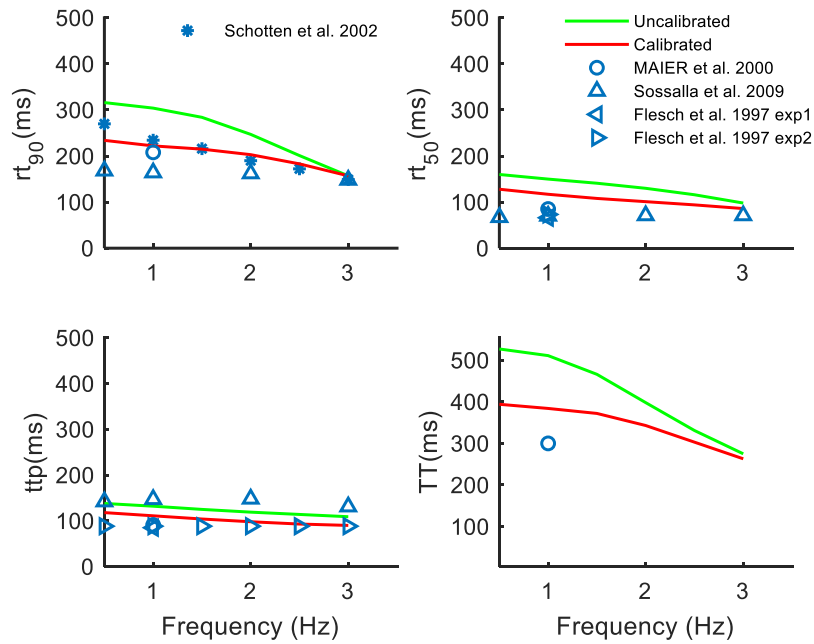 500
400
300
200
100
0
rt90(ms)
1
2
3
Schotten et al. 2002
500
400
300
200
100
0
rt50(ms)
1
2
3
Uncalibrated
Calibrated
MAIER et al. 2000
Sossalla et al. 2009
Flesch et al. 1997 exp1
Flesch et al. 1997 exp2
500
400
300
200
100
0
ttp(ms)
1
2
3
Frequency (Hz)
500
400
300
200
100
TT(ms)
1
2
3
Frequency (Hz)